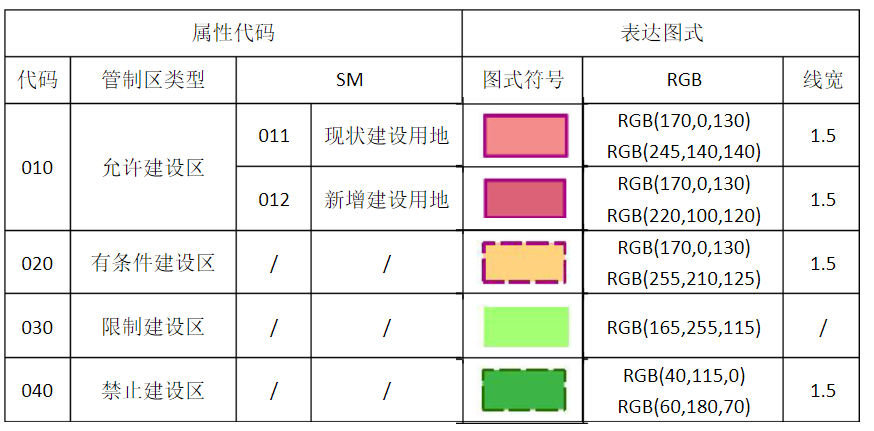 属性代码 表达图式
代码 管制区类型 SM 图式符号 RGB 线宽
010 允许建设区 011 现状建设用地 RGB(170,0,130) RGB(245,140,140) 1.5
012 新增建设用地 RGB(170,0,130) RGB(220,100,120) 1.5
020 有条件建设区 / / RGB(170,0,130) RGB(255,210,125) 1.5
030 限制建设区 / / RGB(165,255,115) /
040 禁止建设区 / / RGB(40,115,0) RGB(60,180,70) 1.5